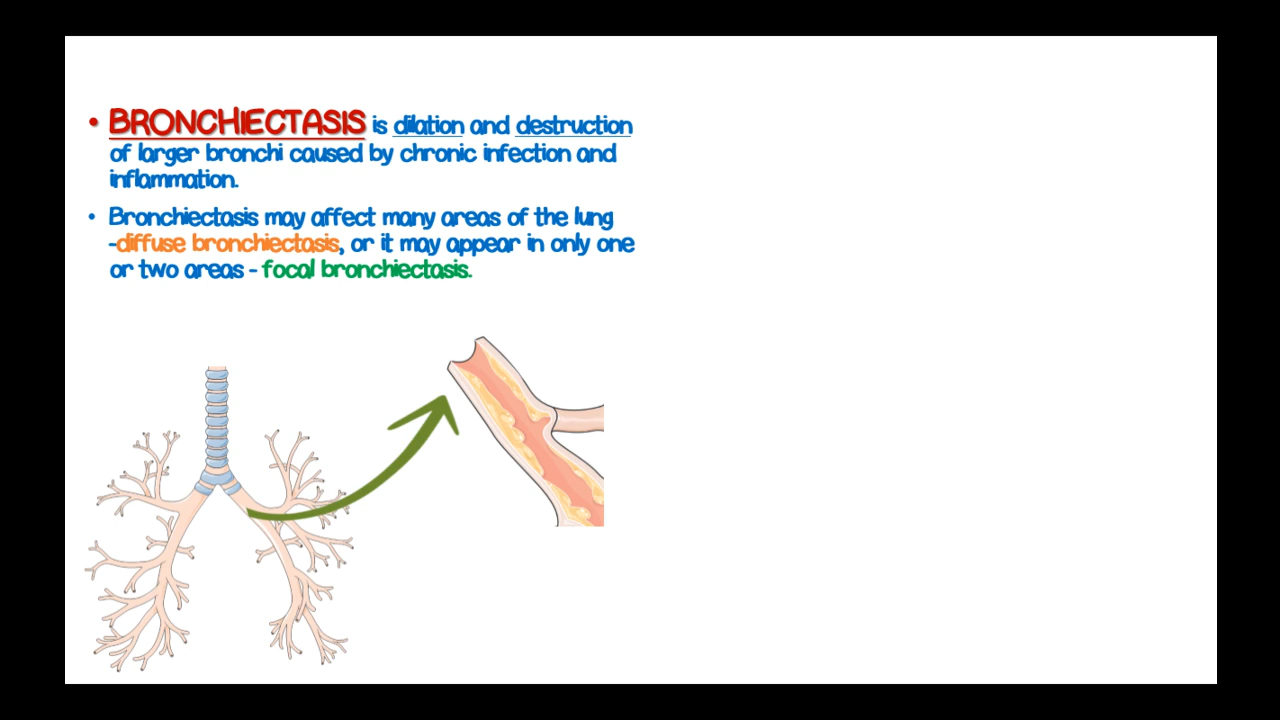 • BRONCHIECTASIS is dilation and destruction
of larger bronchi caused by chronic infection and
inflammation.
• Bronchiectasis may affect many areas of the lung
-diffuse bronchiectasis, or it may appear in only one
or two areas - focal bronchiectasis.